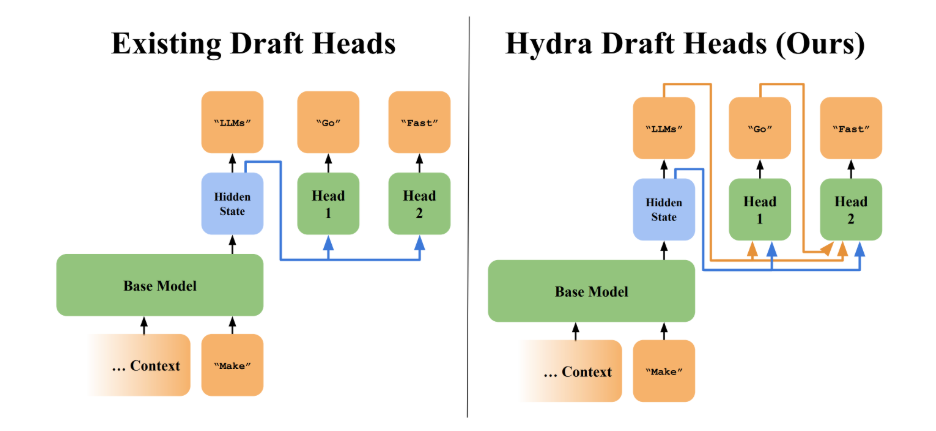 Existing Draft Heads
"LLMs"
"Go"
"Fast"
Hidden
State
Head
1
Head
2
Base Model
... Context
"Make"
Hydra Draft Heads (Ours)
"LLMs"
"Go"
"Fast"
Hidden
State
Head
1
Head
2
Base Model
... Context
"Make"